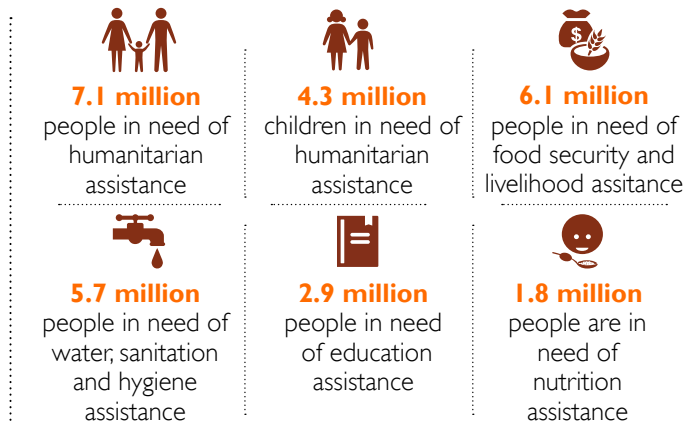 7.1 million
people in need of
humanitarian
assistance
4.3 million
children in need of
humanitarian
assistance
$
6.1 million
people in need of
food security and
livelihood assitance
5.7 million
people in need of
water, sanitation
and hygiene
assistance
2.9 million
people in need
of education
assistance
1.8 million
people are in
need of
nutrition
assistance